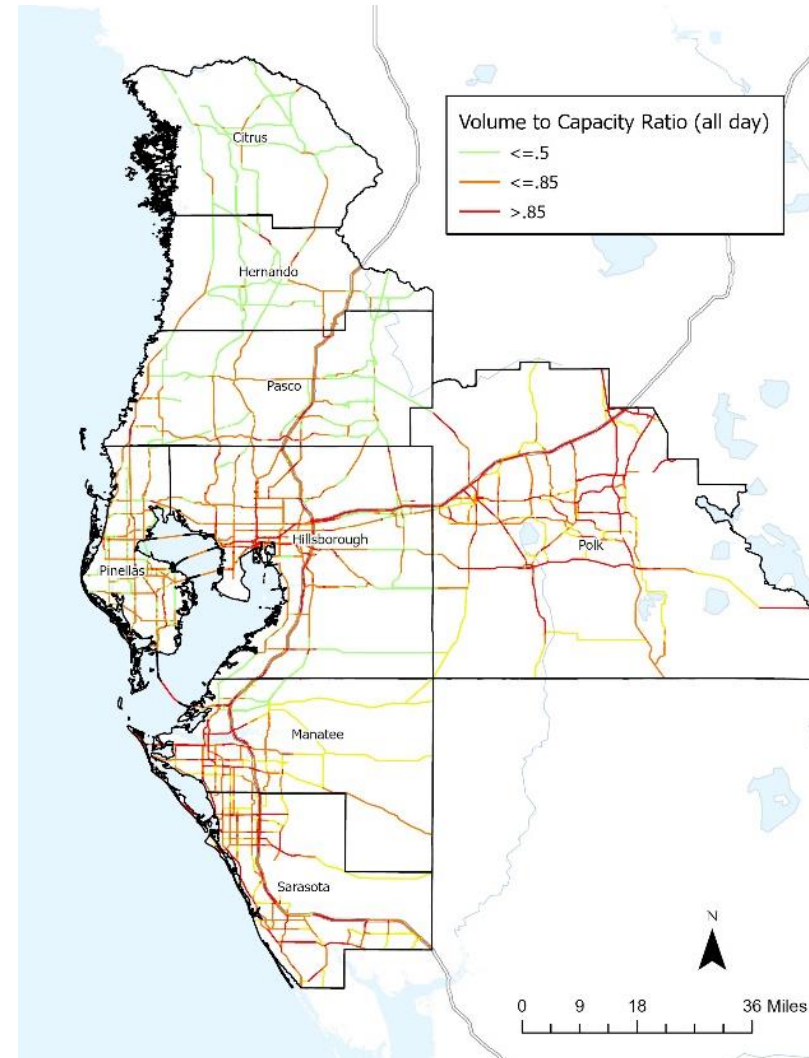 Volume to Capacity Ratio (all day)
<=.5
<=.85
>.85
Citrus
Hernando
Pasco
Hillsborough
Pinellas
Polk
Manatee
Sarasota
N
0 9 18 36 Miles